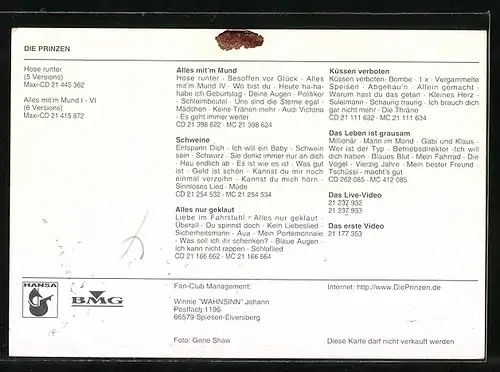 DIE PRINZEN
Hose runter
(5 Versions)
Maxi-CD 21 445 362
Alles mit'm Mund I - VI
(6 Versions)
Maxi-CD 21 415 872
Alles mit'm Mund
Hose runter · Besoffen vor Glück · Alles
mit'm Mund IV · Wo bist du · Heute ha-ha-
habe ich Geburtstag · Deine Augen · Politiker
· Schleimbeutel · Uns sind die Sterne egal ·
Mädchen · Keine Tränen mehr · Audi Victoria
· Es geht immer weiter
CD 21 398 622 · MC 21 398 624
Schweine
Entspann Dich · Ich will ein Baby · Schwein
sein · Schwarz · Sie denkt immer nur an dich
· Hau endlich ab · Es ist wie es ist · Was gut
ist · Geld ist schön · Kannst du mir noch
einmal verzeihn · Kannst du mich hörn ·
Sinnloses Lied · Müde
CD 21 254 532 · MC 21 254 534
Alles nur geklaut
Liebe im Fahrstuhl · Alles nur geklaut ·
Überall · Du spinnst doch · Kein Liebeslied ·
Sicherheitsmann · Aua · Mein Portemonnaie
· Was soll ich ihr schenken? · Blaue Augen ·
Ich kann nicht rappen · Schlaflied
CD 21 166 662 · MC 21 166 664
Küssen verboten
Küssen verboten · Bombe · 1 x · Vergammelte
Speisen · Abgehau'n · Allein gemacht ·
Warum hast du das getan · Kleines Herz ·
Suleimann · Schaurig traurig · Ich brauch dich
gar nicht mehr · Die Thräne
CD 21 111 632 · MC 21 111 634
Das Leben ist grausam
Millionär · Mann im Mond · Gabi und Klaus ·
Wer ist der Typ · Betriebsdirektor · Ich will
dich haben · Blaues Blut · Mein Fahrrad · Die
Vögel · Vierzig Jahre · Mein bester Freund ·
Tschüssi · macht's gut
CD 262 085 · MC 412 085
Das Live-Video
21 237 932
21 237 933
Das erste Video
21 177 353
HANSA
BMG
Fan-Club Management:
Winnie "WAHNSINN" Johann
Postfach 1196
66579 Spiesen-Elversberg
Foto: Gene Shaw
Internet: http://www.DiePrinzen.de
Diese Karte darf nicht verkauft werden